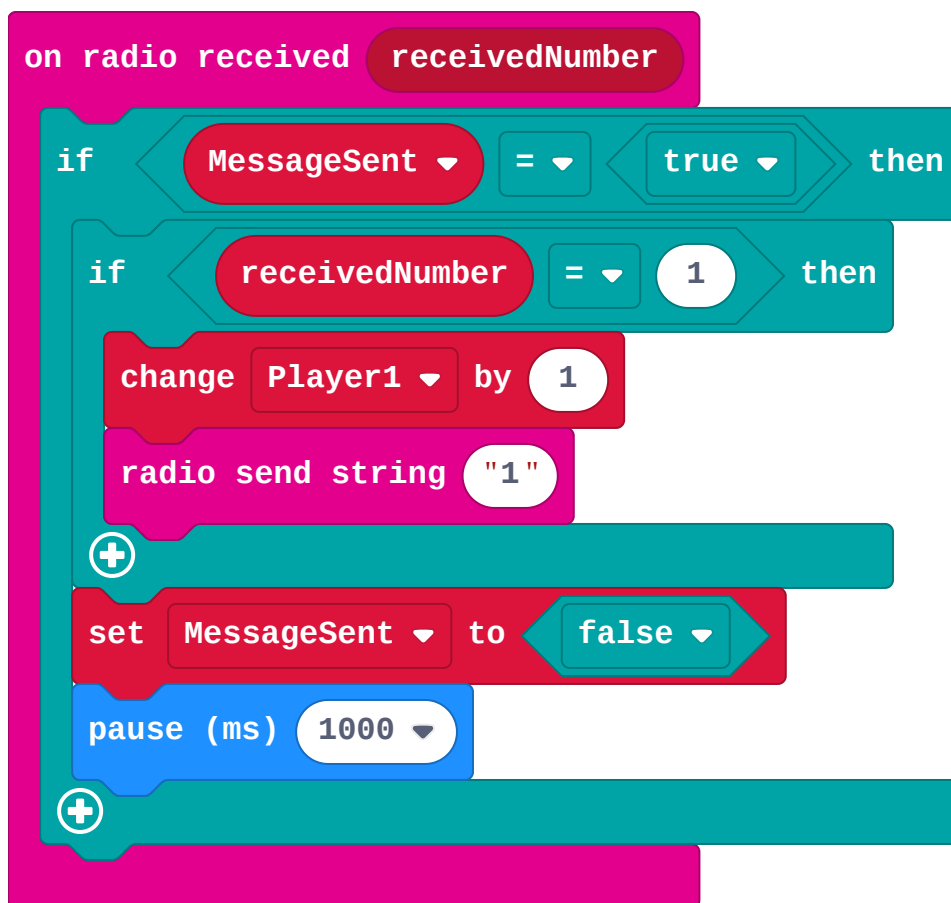 on radio received receivedNumber
if MessageSent = true then
if receivedNumber = 1 then
change Player1 by 1
radio send string "1"
set MessageSent to false
pause (ms) 1000